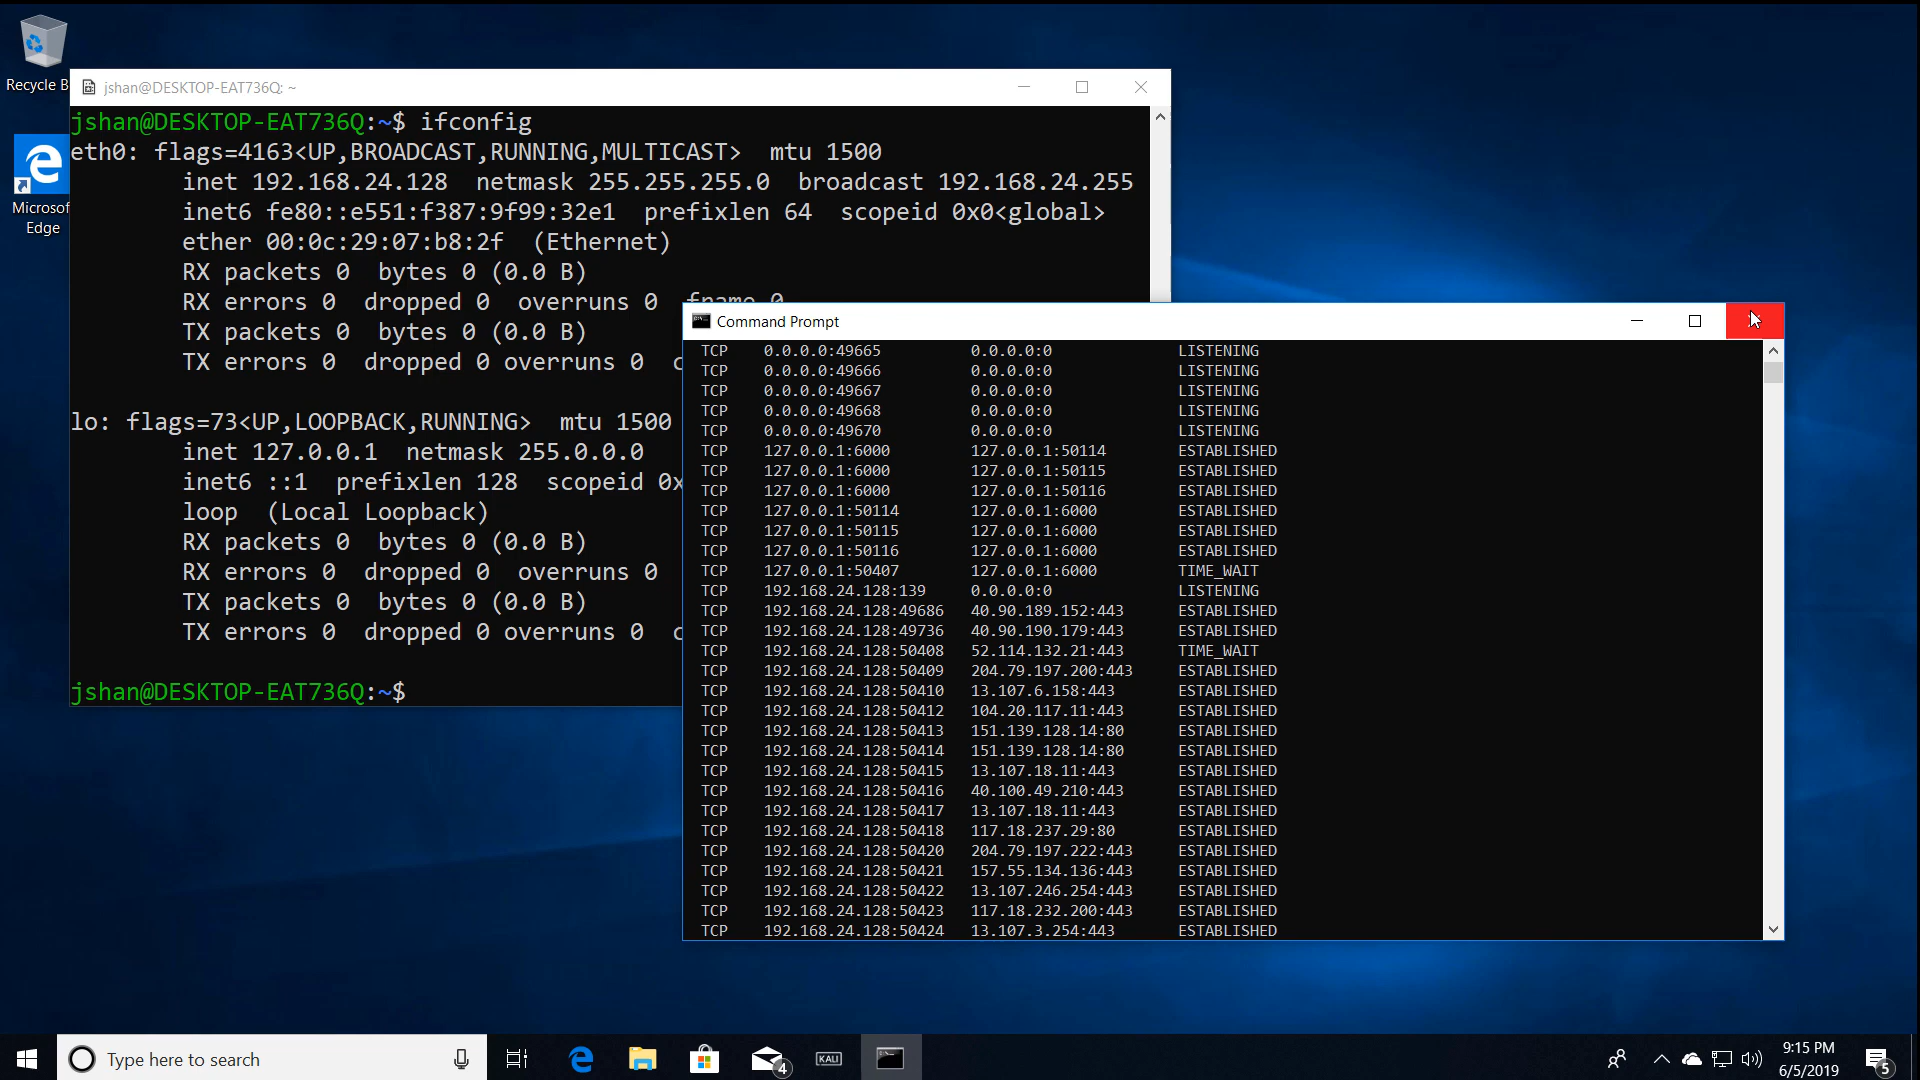 Recycle B
Microsof
Edge
jshan@DESKTOP-EAT736Q: ~
jshan@DESKTOP-EAT736Q:~$ ifconfig
eth0: flags=4163<UP,BROADCAST,RUNNING,MULTICAST>  mtu 1500
inet 192.168.24.128  netmask 255.255.255.0  broadcast 192.168.24.255
inet6 fe80::e551:f387:9f99:32e1  prefixlen 64  scopeid 0x0<global>
ether 00:0c:29:07:b8:2f  (Ethernet)
RX packets 0  bytes 0 (0.0 B)
RX errors 0  dropped 0  overruns 0  frame 0
TX packets 0  bytes 0 (0.0 B)
TX errors 0  dropped 0 overruns 0  c
lo: flags=73<UP,LOOPBACK,RUNNING>  mtu 1500
inet 127.0.0.1  netmask 255.0.0.0
inet6 ::1  prefixlen 128  scopeid 0x
loop  (Local Loopback)
RX packets 0  bytes 0 (0.0 B)
RX errors 0  dropped 0  overruns 0
TX packets 0  bytes 0 (0.0 B)
TX errors 0  dropped 0 overruns 0  c
jshan@DESKTOP-EAT736Q:~$
Command Prompt
TCP    0.0.0.0:49665          0.0.0.0:0              LISTENING
TCP    0.0.0.0:49666          0.0.0.0:0              LISTENING
TCP    0.0.0.0:49667          0.0.0.0:0              LISTENING
TCP    0.0.0.0:49668          0.0.0.0:0              LISTENING
TCP    0.0.0.0:49670          0.0.0.0:0              LISTENING
TCP    127.0.0.1:6000         127.0.0.1:50114        ESTABLISHED
TCP    127.0.0.1:6000         127.0.0.1:50115        ESTABLISHED
TCP    127.0.0.1:6000         127.0.0.1:50116        ESTABLISHED
TCP    127.0.0.1:50114        127.0.0.1:6000         ESTABLISHED
TCP    127.0.0.1:50115        127.0.0.1:6000         ESTABLISHED
TCP    127.0.0.1:50116        127.0.0.1:6000         ESTABLISHED
TCP    127.0.0.1:50407        127.0.0.1:6000         TIME_WAIT
TCP    192.168.24.128:139     0.0.0.0:0              LISTENING
TCP    192.168.24.128:49686   40.90.189.152:443      ESTABLISHED
TCP    192.168.24.128:49736   40.90.190.179:443      ESTABLISHED
TCP    192.168.24.128:50408   52.114.132.21:443      TIME_WAIT
TCP    192.168.24.128:50409   204.79.197.200:443     ESTABLISHED
TCP    192.168.24.128:50410   13.107.6.158:443       ESTABLISHED
TCP    192.168.24.128:50412   104.20.117.11:443      ESTABLISHED
TCP    192.168.24.128:50413   151.139.128.14:80      ESTABLISHED
TCP    192.168.24.128:50414   151.139.128.14:80      ESTABLISHED
TCP    192.168.24.128:50415   13.107.18.11:443       ESTABLISHED
TCP    192.168.24.128:50416   40.100.49.210:443      ESTABLISHED
TCP    192.168.24.128:50417   13.107.18.11:443       ESTABLISHED
TCP    192.168.24.128:50418   117.18.237.29:80       ESTABLISHED
TCP    192.168.24.128:50420   204.79.197.222:443     ESTABLISHED
TCP    192.168.24.128:50421   157.55.134.136:443     ESTABLISHED
TCP    192.168.24.128:50422   13.107.246.254:443     ESTABLISHED
TCP    192.168.24.128:50423   117.18.232.200:443     ESTABLISHED
TCP    192.168.24.128:50424   13.107.3.254:443       ESTABLISHED
Type here to search
4
KALI
9:15 PM
6/5/2019
5